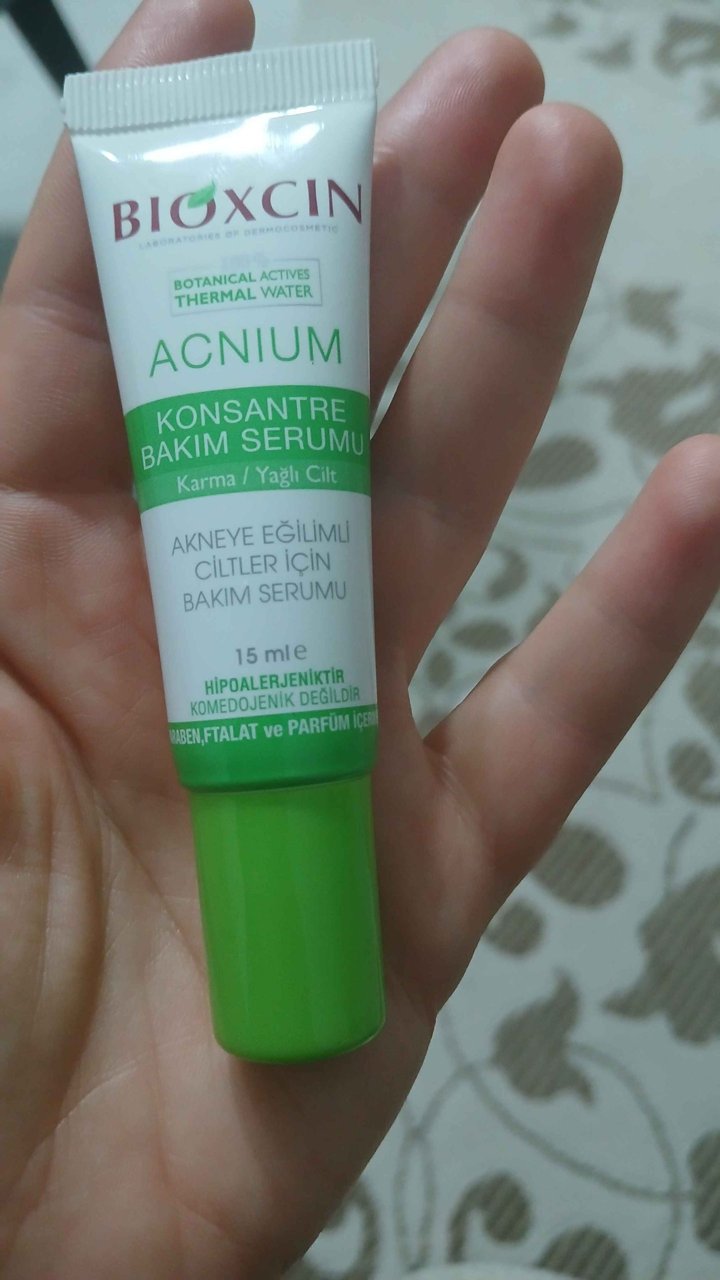 BIOXCIN
LABORATORIES OF DERMOCOSMETIC
BOTANICAL ACTIVES
THERMAL WATER
ACNIUM
KONSANTRE
BAKIM SERUMU
Karma / Yağlı Cilt
AKNEYE EĞİLİMLİ
CİLTLER İÇİN
BAKIM SERUMU
15 ml e
HİPOALERJENİKTİR
KOMEDOJENİK DEĞİLDİR
FTALAT ve PARFÜM